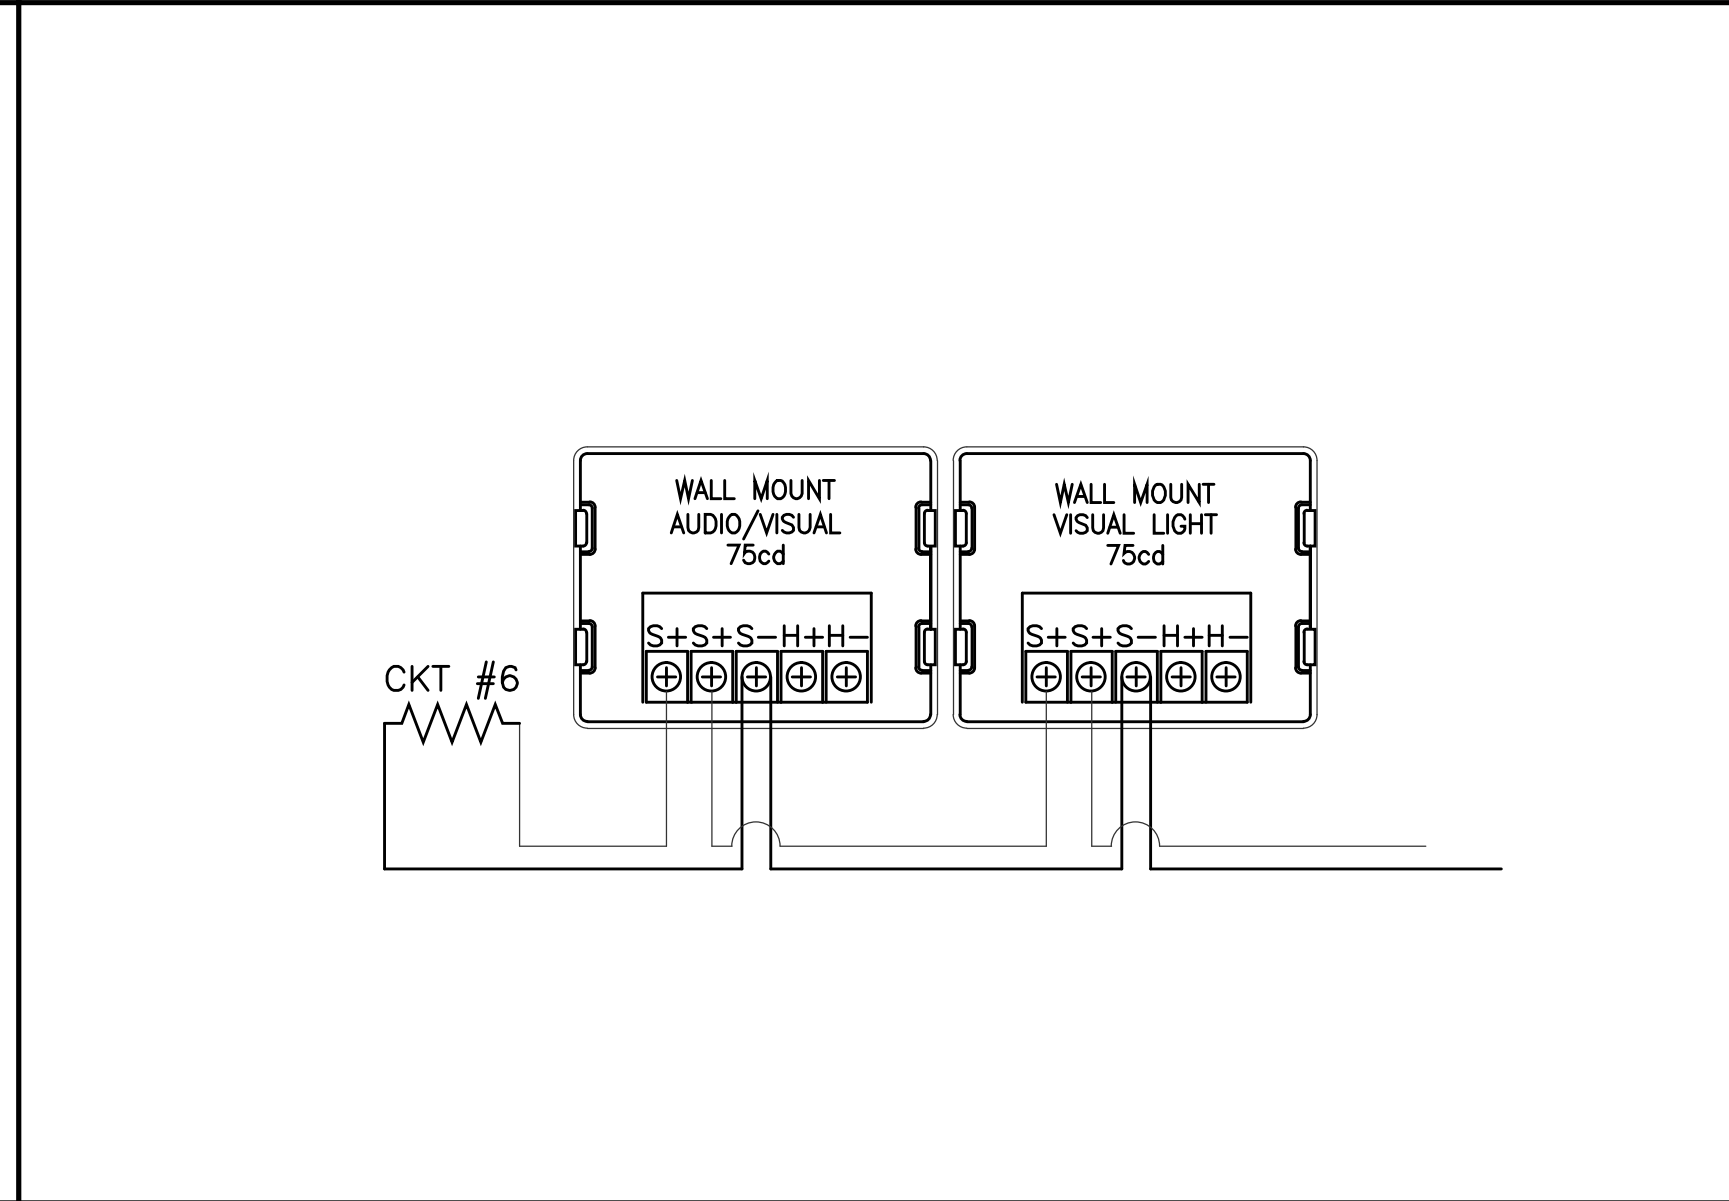 WALL MOUNT
AUDIO/VISUAL
75cd
S+ S+ S- H+ H-
WALL MOUNT
VISUAL LIGHT
75cd
S+ S+ S- H+ H-
CKT #6